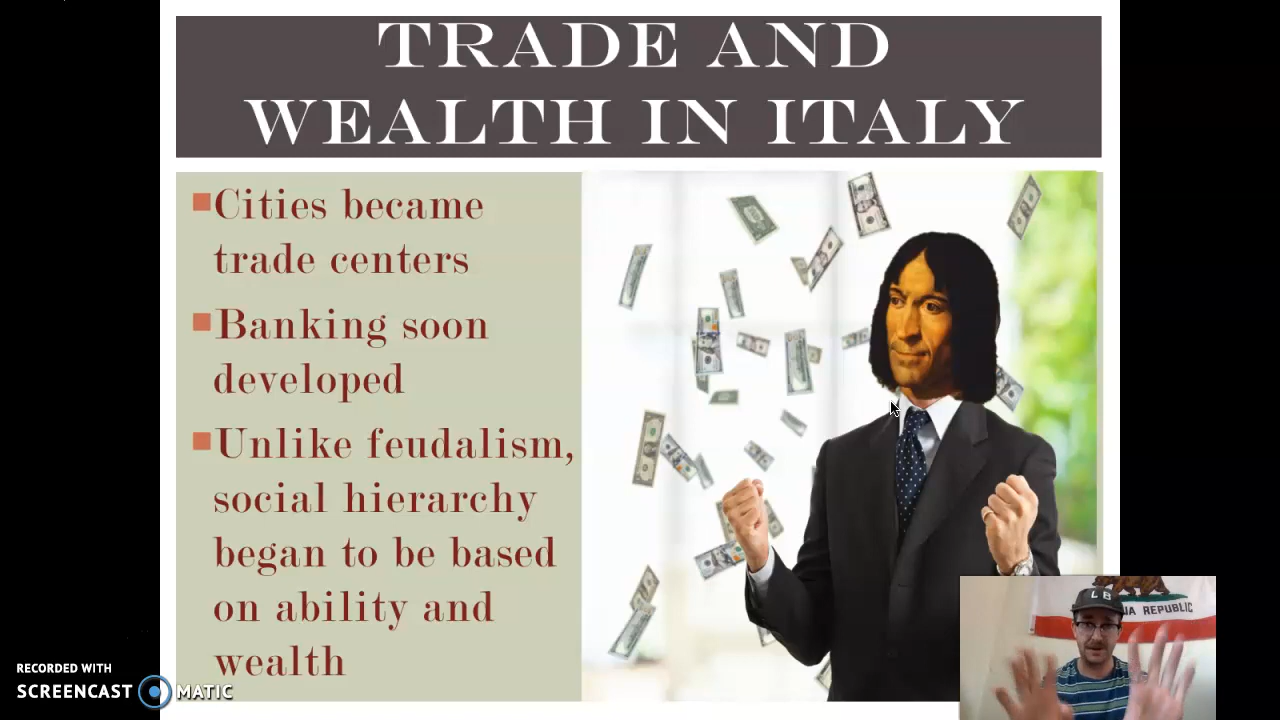 TRADE AND
WEALTH IN ITALY
Cities became
trade centers
Banking soon
developed
Unlike feudalism,
social hierarchy
began to be based
on ability and
wealth
LB
REPUBLIC
RECORDED WITH
SCREENCAST MATIC